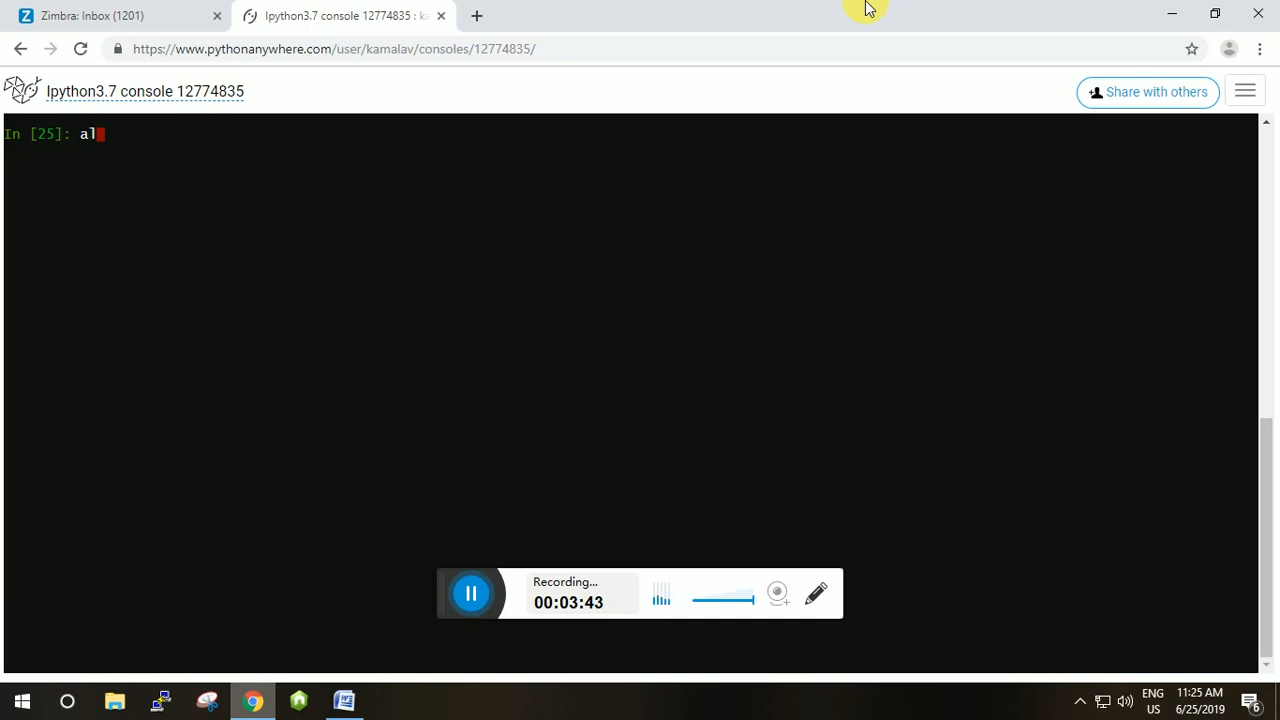 Zimbra: Inbox (1201)
Ipython3.7 console 12774835 : ka
https://www.pythonanywhere.com/user/kamalav/consoles/12774835/
Ipython3.7 console 12774835
Share with others
In [25]: al
Recording...
00:03:43
ENG
US
11:25 AM
6/25/2019
6